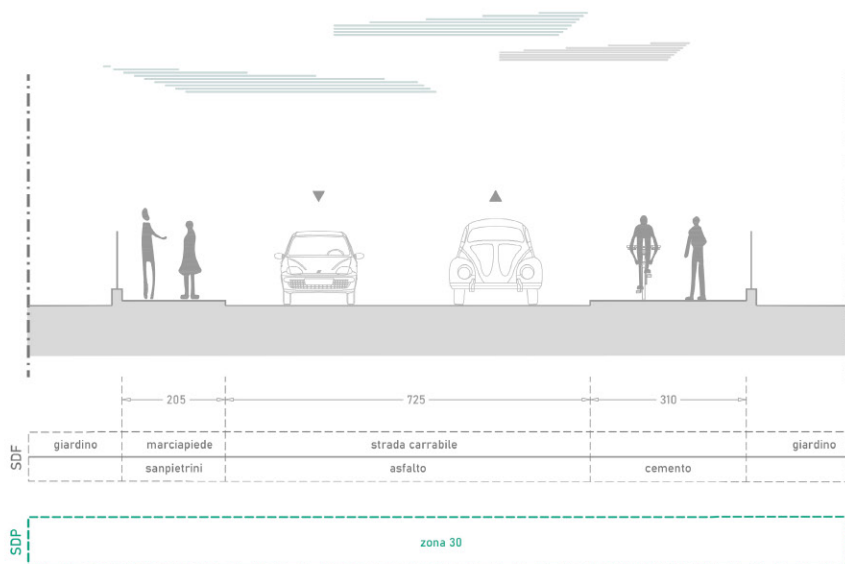 205 725 310
SDF
giardino marciapiede strada carrabile giardino
sanpietrini asfalto cemento
SDP
zona 30